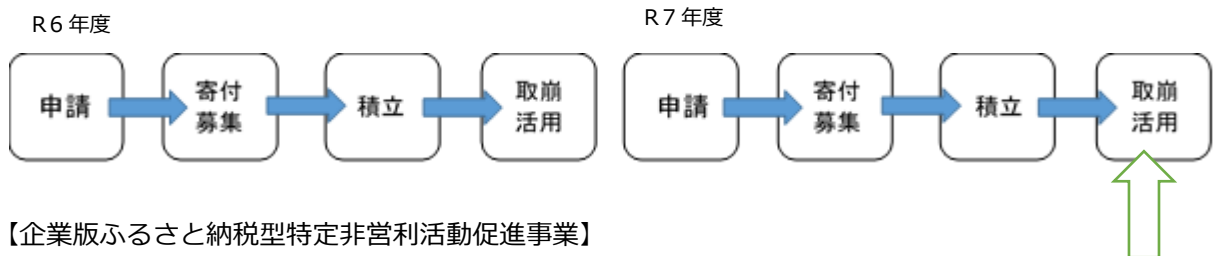 R6年度
R7年度
申請
寄付
募集
積立
取崩
活用
申請
寄付
募集
積立
取崩
活用
【企業版ふるさと納税型特定非営利活動促進事業】